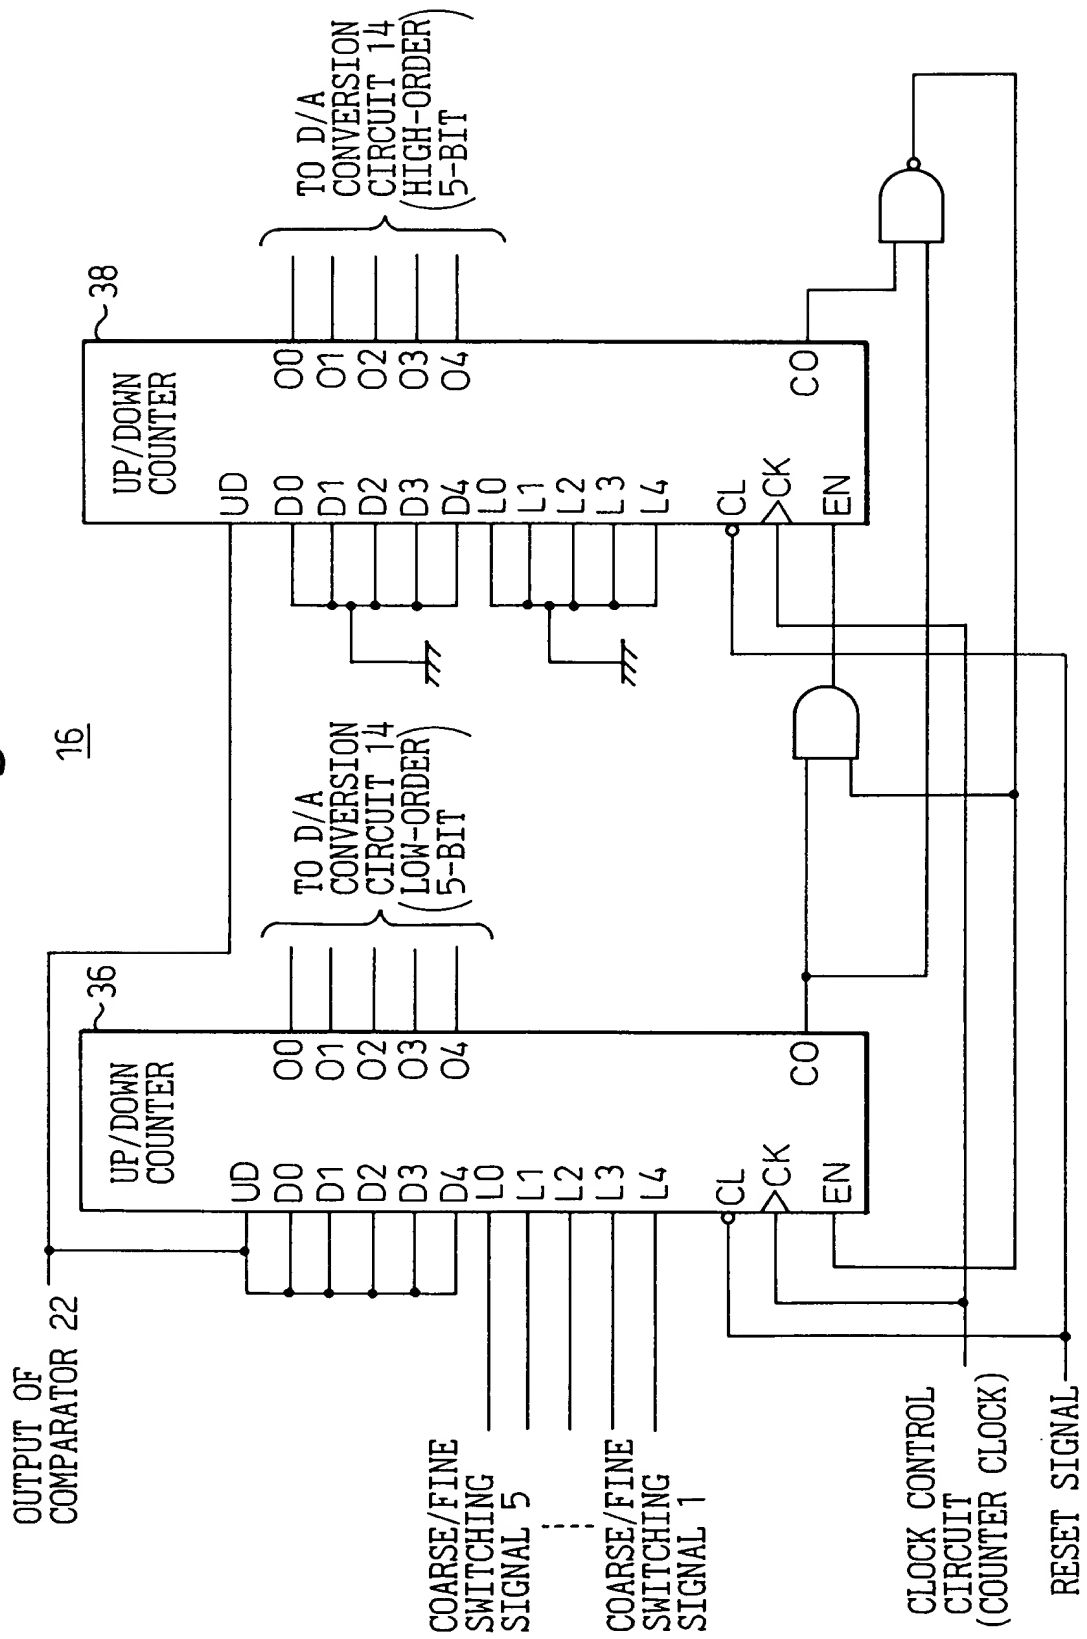 16
OUTPUT OF
COMPARATOR 22
COARSE/FINE
SWITCHING
SIGNAL 5
COARSE/FINE
SWITCHING
SIGNAL 1
CLOCK CONTROL
CIRCUIT
(COUNTER CLOCK)
RESET SIGNAL
36
UP/DOWN
COUNTER
UD
D0
D1
D2
D3
D4
L0
L1
L2
L3
L4
CL
CK
EN
O0
O1
O2
O3
O4
CO
TO D/A
CONVERSION
CIRCUIT 14
(LOW-ORDER
5-BIT)
38
UP/DOWN
COUNTER
UD
D0
D1
D2
D3
D4
L0
L1
L2
L3
L4
CL
CK
EN
O0
O1
O2
O3
O4
CO
TO D/A
CONVERSION
CIRCUIT 14
(HIGH-ORDER
5-BIT)